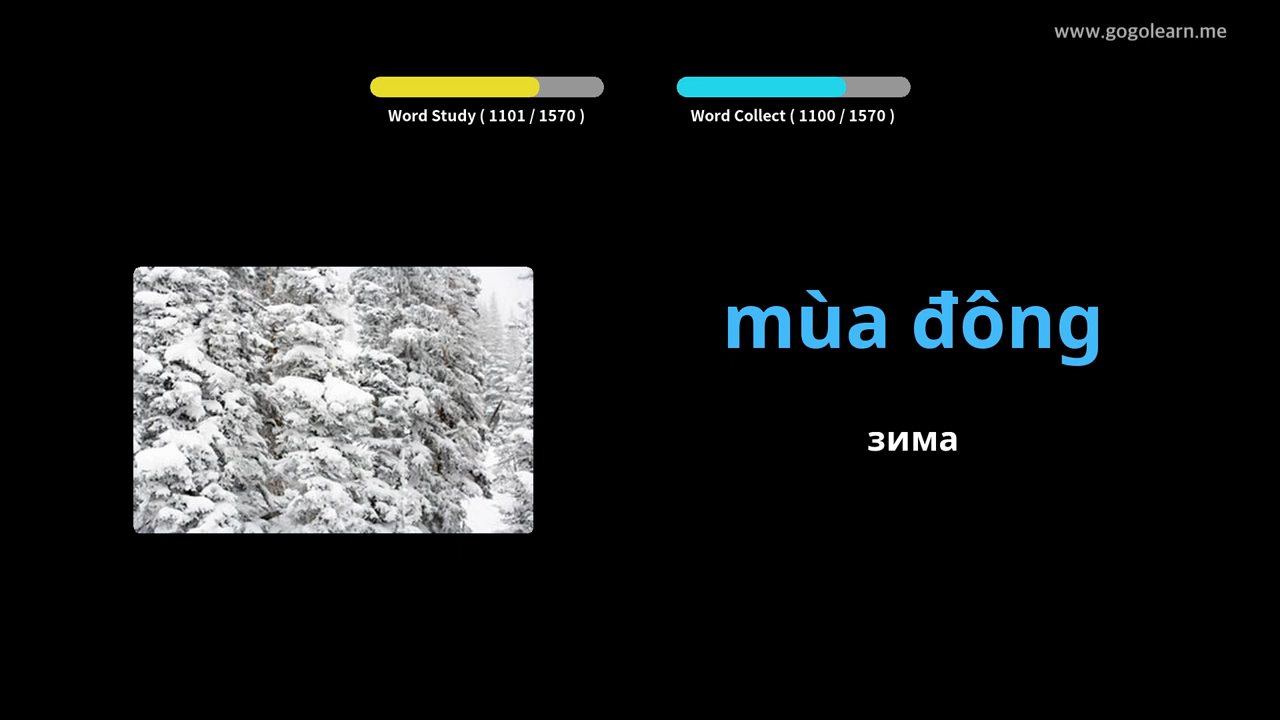 www.gogolearn.me
Word Study ( 1101 / 1570 )
Word Collect ( 1100 / 1570 )
mùa đông
зима